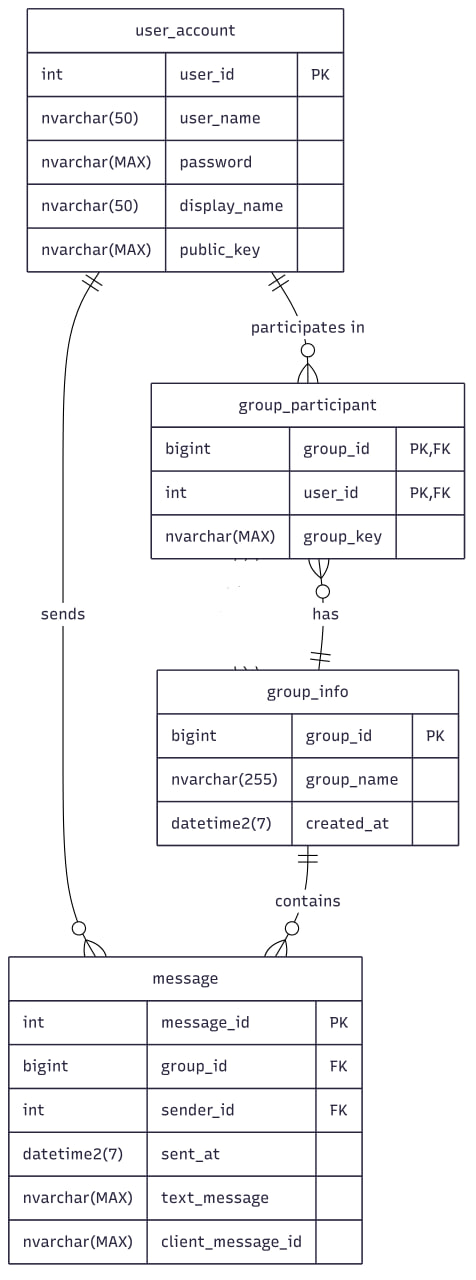 user_account
int user_id PK
nvarchar(50) user_name
nvarchar(MAX) password
nvarchar(50) display_name
nvarchar(MAX) public_key
participates in
group_participant
bigint group_id PK,FK
int user_id PK,FK
nvarchar(MAX) group_key
sends
has
group_info
bigint group_id PK
nvarchar(255) group_name
datetime2(7) created_at
contains
message
int message_id PK
bigint group_id FK
int sender_id FK
datetime2(7) sent_at
nvarchar(MAX) text_message
nvarchar(MAX) client_message_id